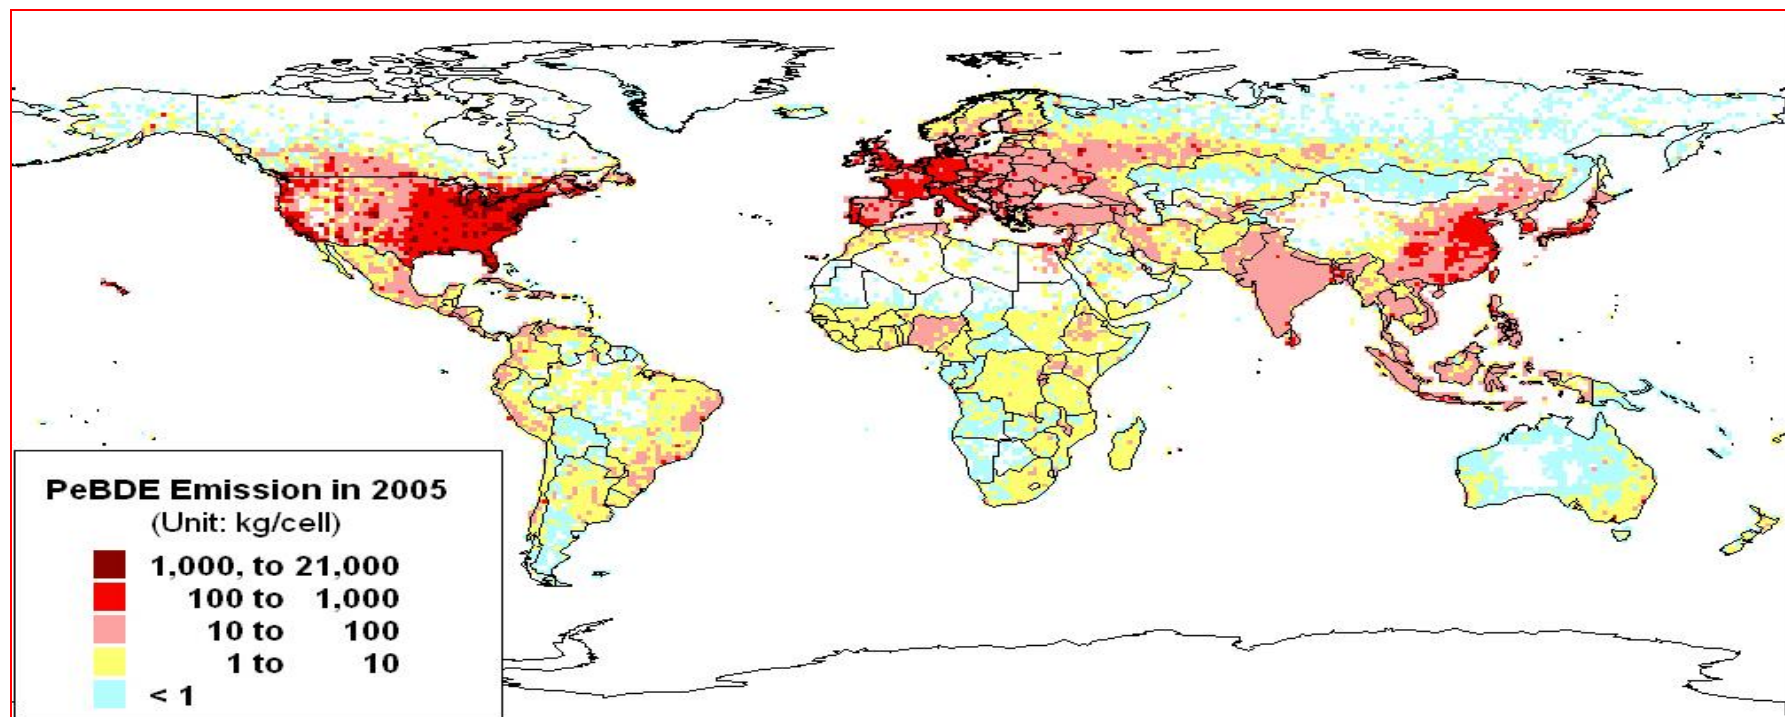 PeBDE Emission in 2005
(Unit: kg/cell)
1,000, to 21,000
100 to 1,000
10 to 100
1 to 10
< 1